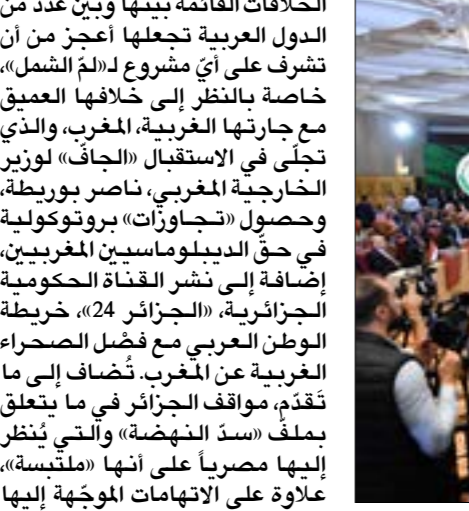 الخلافات القائمة بينها وبين عدد من
الدول العربية تجعلها أعجز من أن
تشرف على أيّ مشروع لـ«لمّ الشمل»،
خاصة بالنظر إلى خلافها العميق
مع جارتها الغربية، المغرب، والذي
تجلّى في الاستقبال «الجافّ» لوزير
الخارجية المغربي، ناصر بوريطة،
وحصول «تجاوزات» بروتوكولية
في حقّ الديبلوماسيين المغربيين،
إضافة إلى نشر القناة الحكومية
الجزائرية، «الجزائر 24»، خريطة
الوطن العربي مع فصْل الصحراء
الغربية عن المغرب. تُضاف إلى ما
تَقدّم، مواقف الجزائر في ما يتعلق
بملفّ «سدّ النهضة» والتي يُنظر
إليها مصرياً على أنها «ملتبسة»،
علاوة على الاتهامات الموجّهة إليها